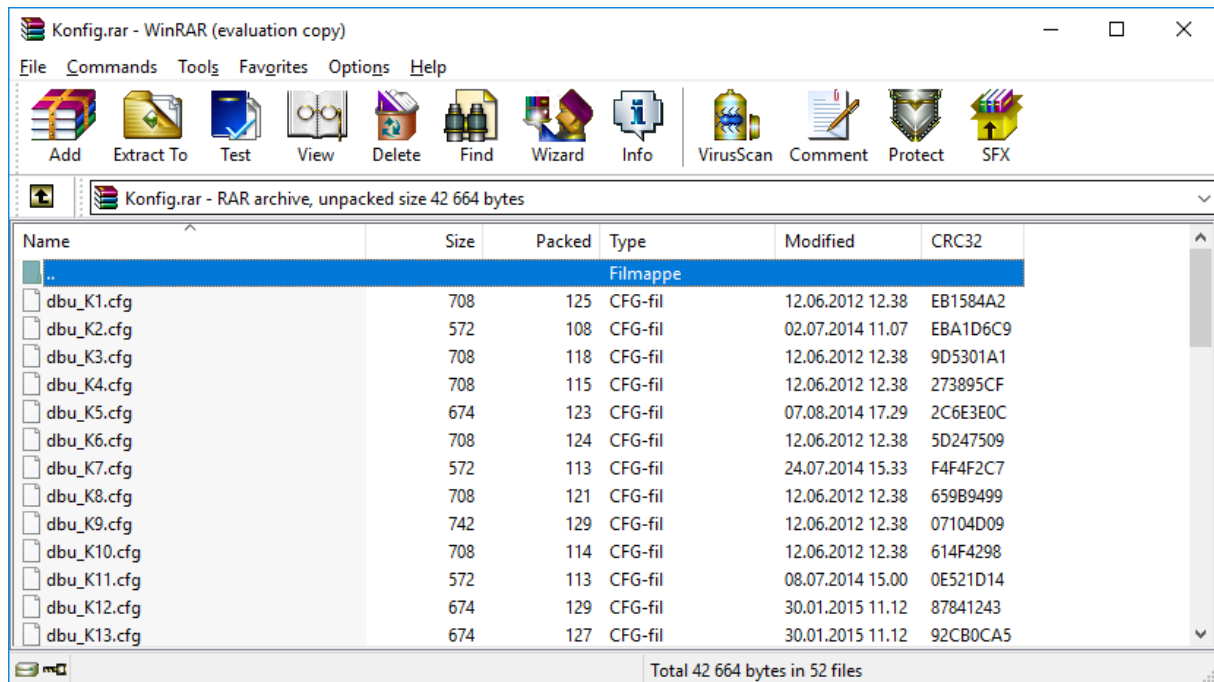 Konfig.rar - WinRAR (evaluation copy)
File Commands Tools Favorites Options Help
Add Extract To Test View Delete Find Wizard Info VirusScan Comment Protect SFX
Konfig.rar - RAR archive, unpacked size 42 664 bytes
Name Size Packed Type Modified CRC32
.. Filmappe
dbu_K1.cfg 708 125 CFG-fil 12.06.2012 12.38 EB1584A2
dbu_K2.cfg 572 108 CFG-fil 02.07.2014 11.07 EBA1D6C9
dbu_K3.cfg 708 118 CFG-fil 12.06.2012 12.38 9D5301A1
dbu_K4.cfg 708 115 CFG-fil 12.06.2012 12.38 273895CF
dbu_K5.cfg 674 123 CFG-fil 07.08.2014 17.29 2C6E3E0C
dbu_K6.cfg 708 124 CFG-fil 12.06.2012 12.38 5D247509
dbu_K7.cfg 572 113 CFG-fil 24.07.2014 15.33 F4F4F2C7
dbu_K8.cfg 708 121 CFG-fil 12.06.2012 12.38 659B9499
dbu_K9.cfg 742 129 CFG-fil 12.06.2012 12.38 07104D09
dbu_K10.cfg 708 114 CFG-fil 12.06.2012 12.38 614F4298
dbu_K11.cfg 572 113 CFG-fil 08.07.2014 15.00 0E521D14
dbu_K12.cfg 674 129 CFG-fil 30.01.2015 11.12 87841243
dbu_K13.cfg 674 127 CFG-fil 30.01.2015 11.12 92CB0CA5
Total 42 664 bytes in 52 files